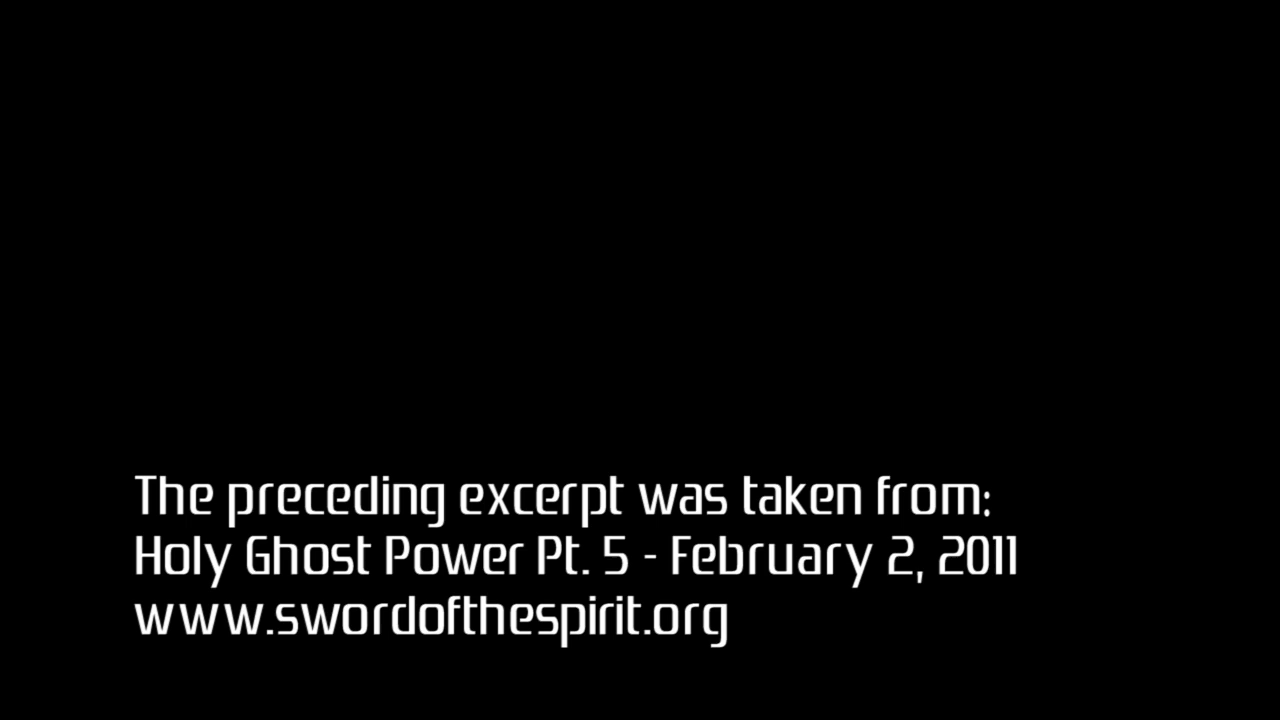 The preceding excerpt was taken from:
Holy Ghost Power Pt. 5 - February 2, 2011
www.swordofthespirit.org